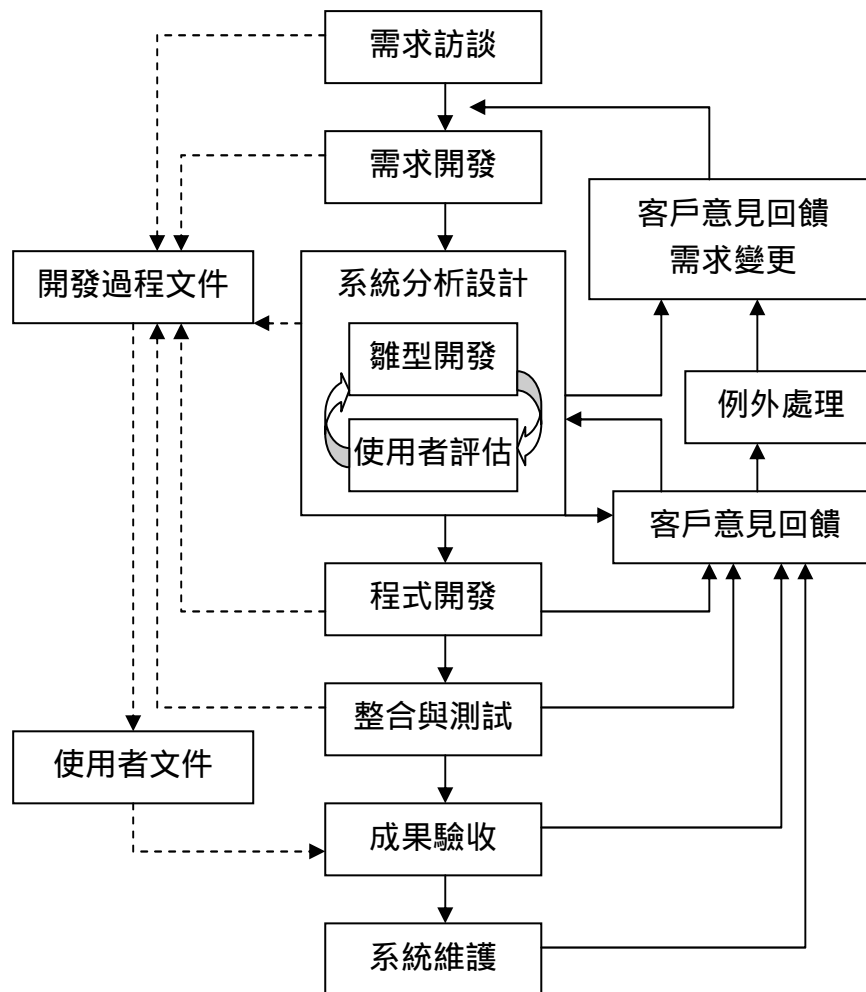 需求訪談
需求開發
客戶意見回饋
需求變更
開發過程文件
系統分析設計
雛型開發
例外處理
使用者評估
客戶意見回饋
程式開發
整合與測試
使用者文件
成果驗收
系統維護